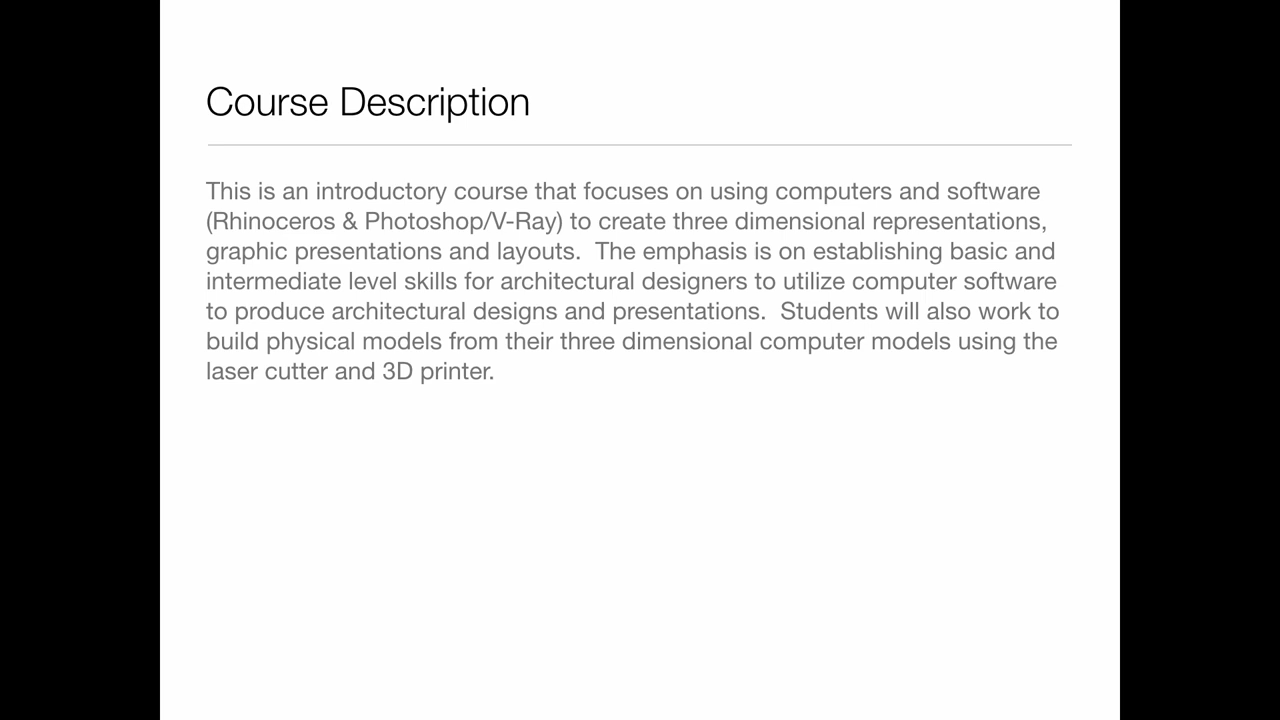 Course Description
This is an introductory course that focuses on using computers and software
(Rhinoceros & Photoshop/V-Ray) to create three dimensional representations,
graphic presentations and layouts.  The emphasis is on establishing basic and
intermediate level skills for architectural designers to utilize computer software
to produce architectural designs and presentations.  Students will also work to
build physical models from their three dimensional computer models using the
laser cutter and 3D printer.